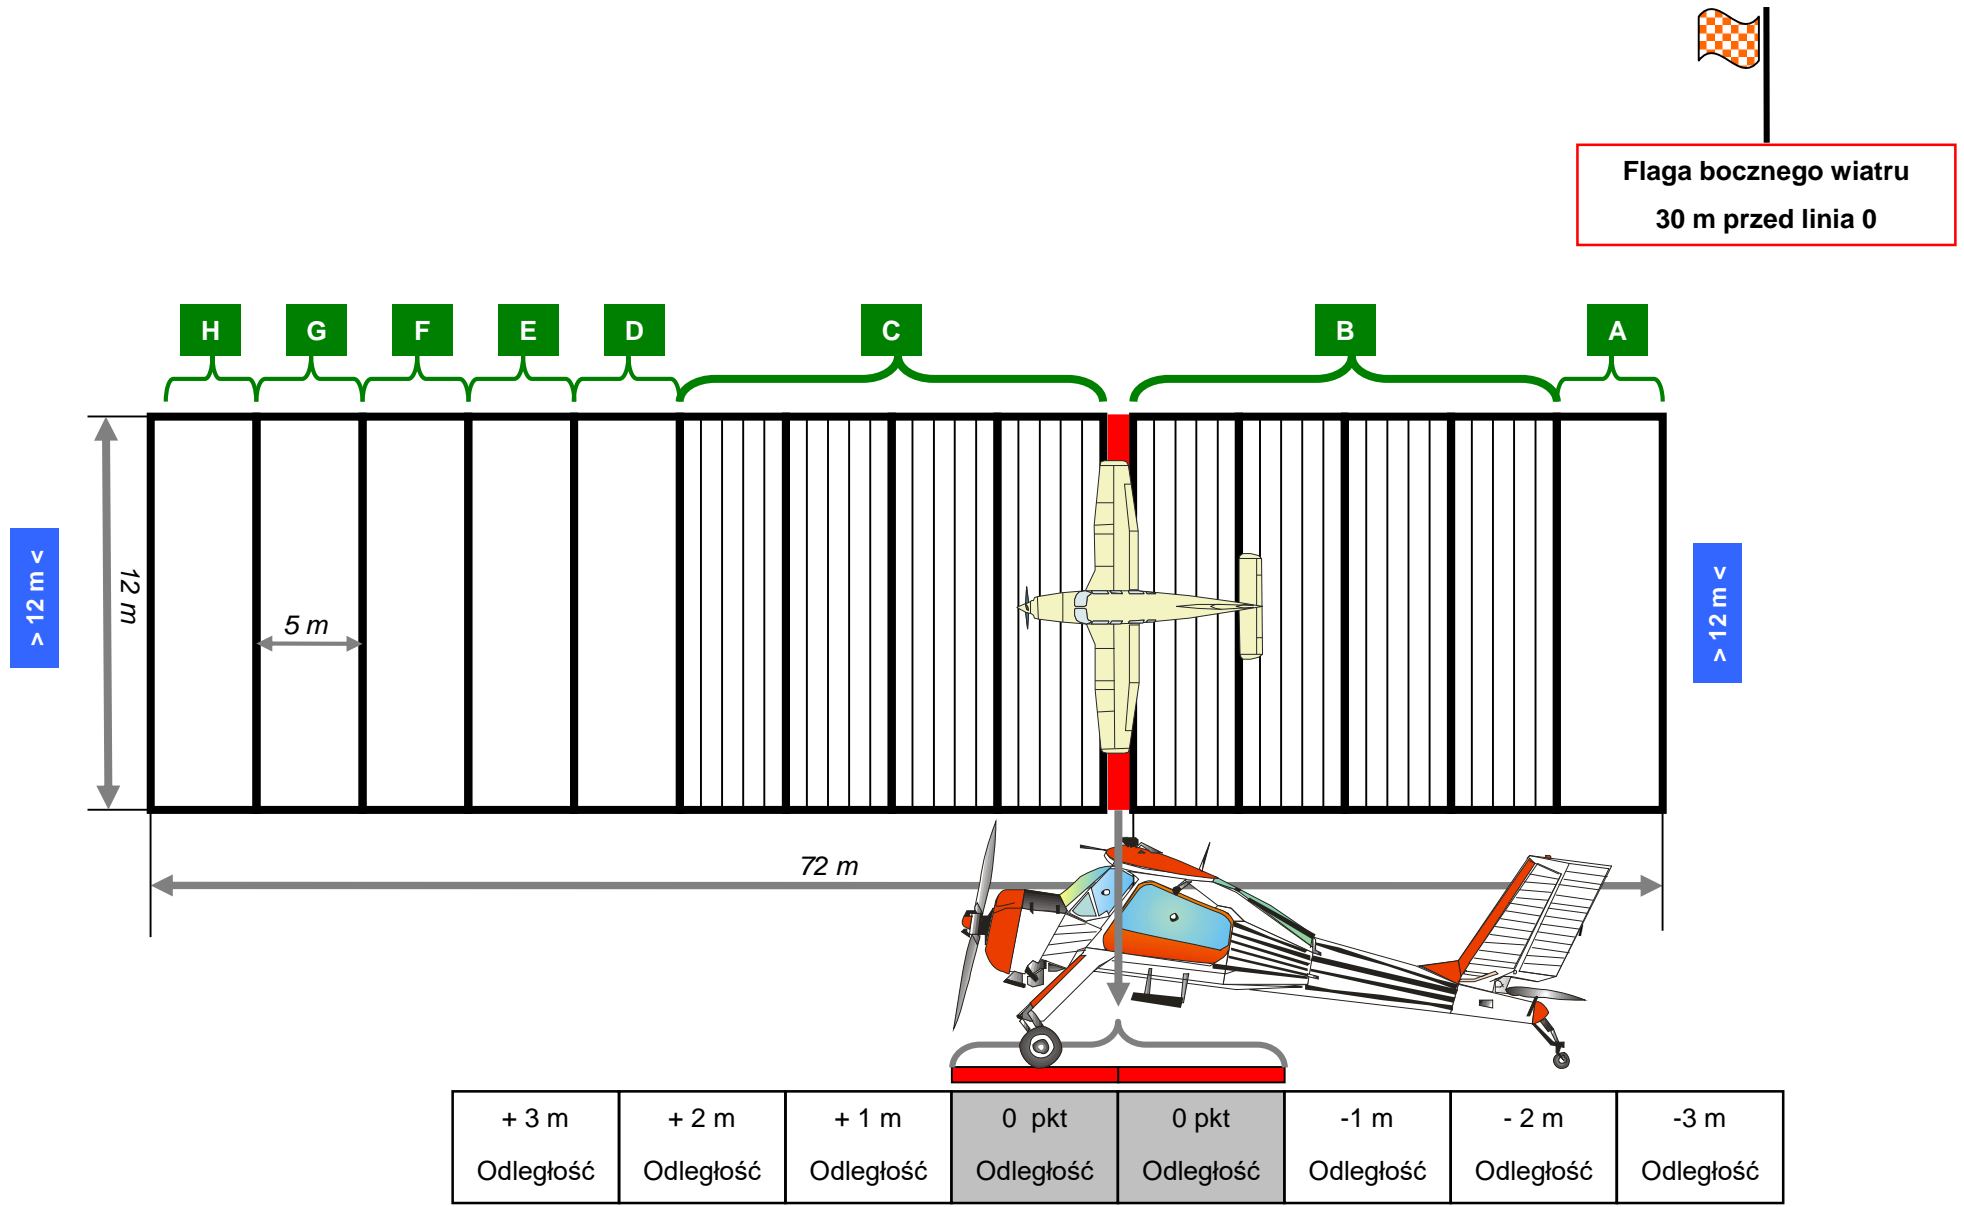 Flaga bocznego wiatru
30 m przed linia 0
H G F E D C B A
12 m
5 m
> 12 m <
> 12 m <
72 m
+ 3 m + 2 m + 1 m 0 pkt 0 pkt -1 m - 2 m -3 m
Odległość Odległość Odległość Odległość Odległość Odległość Odległość Odległość